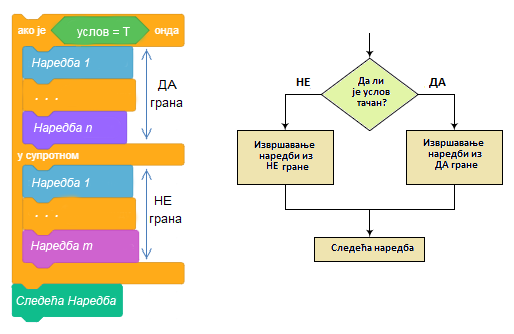 ако је услов = Т онда
Наредба 1
. . .
Наредба n
ДА
грана
у супротном
Наредба 1
. . .
Наредба m
НЕ
грана
Следећа Наредба
Да ли
је услов
тачан?
НЕ
ДА
Извршавање
наредби из
НЕ гране
Извршавање
наредби из
ДА гране
Следећа наредба